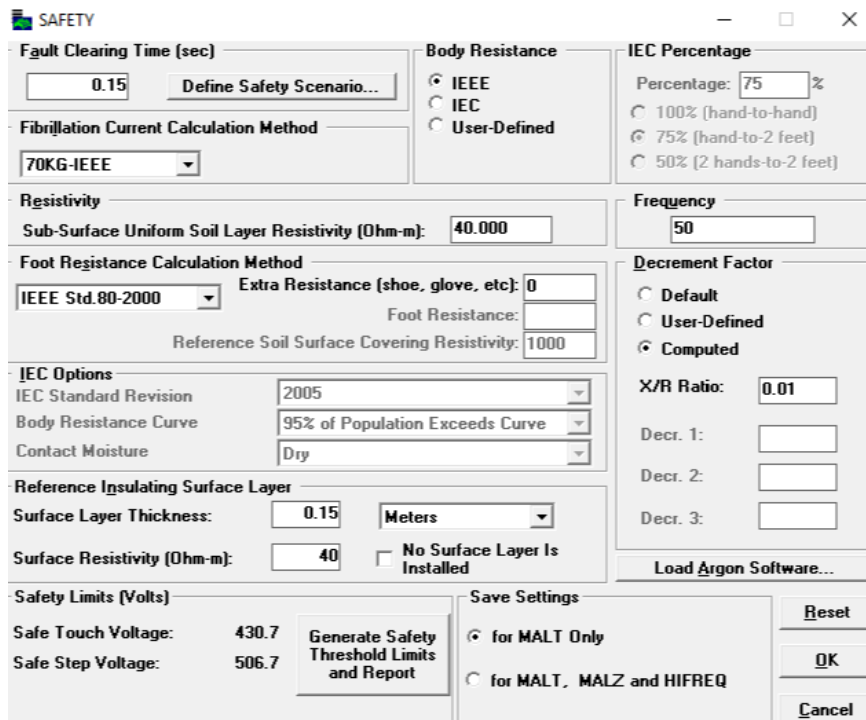 SAFETY
Fault Clearing Time (sec)
0.15
Define Safety Scenario...
Fibrillation Current Calculation Method
70KG-IEEE
Body Resistance
IEEE
IEC
User-Defined
IEC Percentage
Percentage: 75 %
100% (hand-to-hand)
75% (hand-to-2 feet)
50% (2 hands-to-2 feet)
Resistivity
Sub-Surface Uniform Soil Layer Resistivity (Ohm-m): 40.000
Frequency
50
Foot Resistance Calculation Method
IEEE Std.80-2000
Extra Resistance (shoe, glove, etc): 0
Foot Resistance:
Reference Soil Surface Covering Resistivity: 1000
Decrement Factor
Default
User-Defined
Computed
X/R Ratio: 0.01
Decr. 1:
Decr. 2:
Decr. 3:
IEC Options
IEC Standard Revision 2005
Body Resistance Curve 95% of Population Exceeds Curve
Contact Moisture Dry
Reference Insulating Surface Layer
Surface Layer Thickness: 0.15 Meters
Surface Resistivity (Ohm-m): 40
No Surface Layer Is
Installed
Load Argon Software...
Safety Limits (Volts)
Safe Touch Voltage: 430.7
Safe Step Voltage: 506.7
Generate Safety
Threshold Limits
and Report
Save Settings
for MALT Only
for MALT, MALZ and HIFREQ
Reset
OK
Cancel